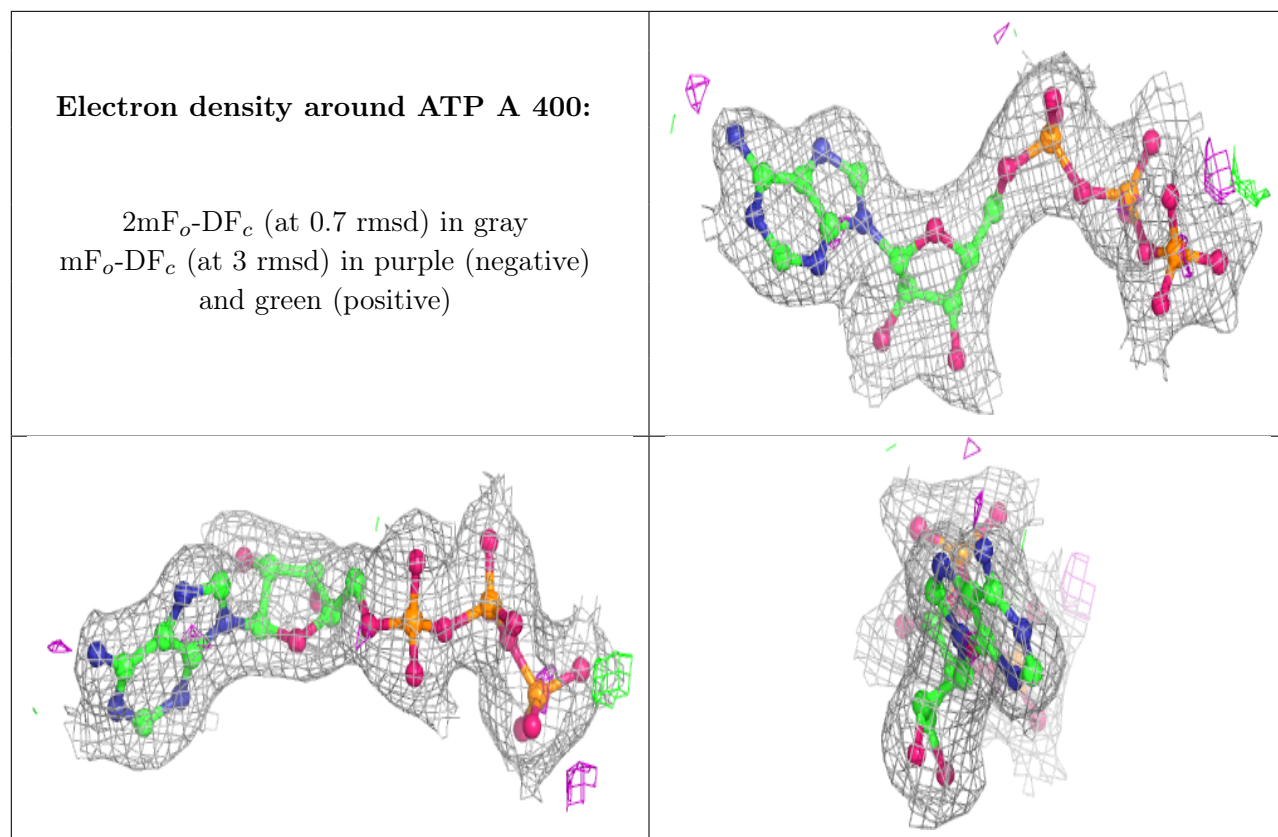 Electron density around ATP A 400:
2mFₒ-DF𝒸 (at 0.7 rmsd) in gray
mFₒ-DF𝒸 (at 3 rmsd) in purple (negative)
and green (positive)